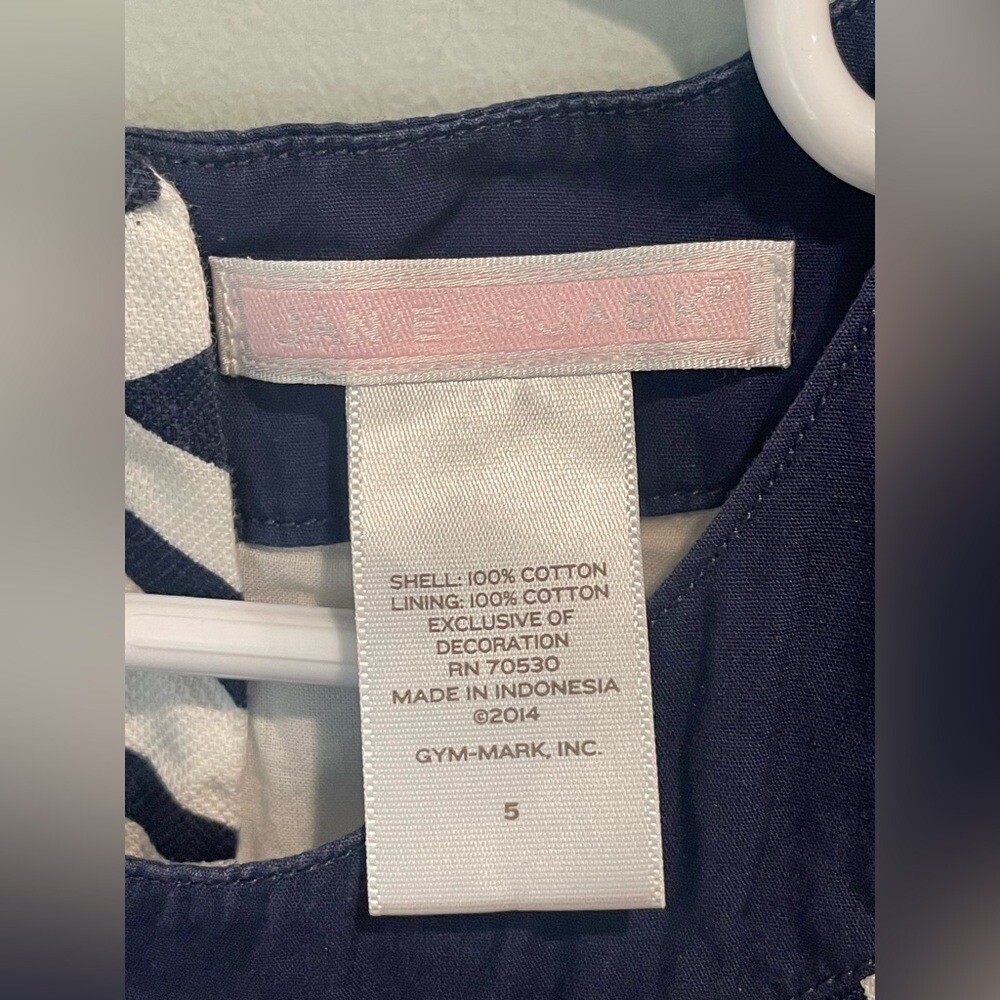 JANIE AND JACK
SHELL: 100% COTTON
LINING: 100% COTTON
EXCLUSIVE OF
DECORATION
RN 70530
MADE IN INDONESIA
©2014
GYM-MARK, INC.
5